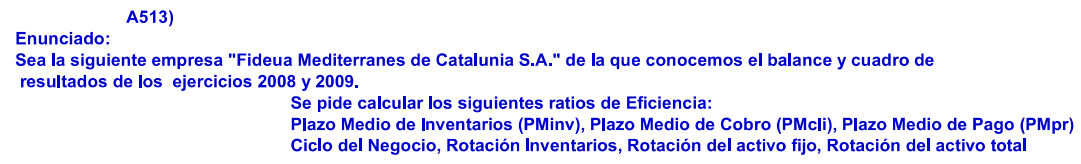 A513)
Enunciado:
Sea la siguiente empresa "Fideua Mediterranes de Catalunia S.A." de la que conocemos el balance y cuadro de
resultados de los ejercicios 2008 y 2009.
Se pide calcular los siguientes ratios de Eficiencia:
Plazo Medio de Inventarios (PMinv), Plazo Medio de Cobro (PMcli), Plazo Medio de Pago (PMpr)
Ciclo del Negocio, Rotación Inventarios, Rotación del activo fijo, Rotación del activo total